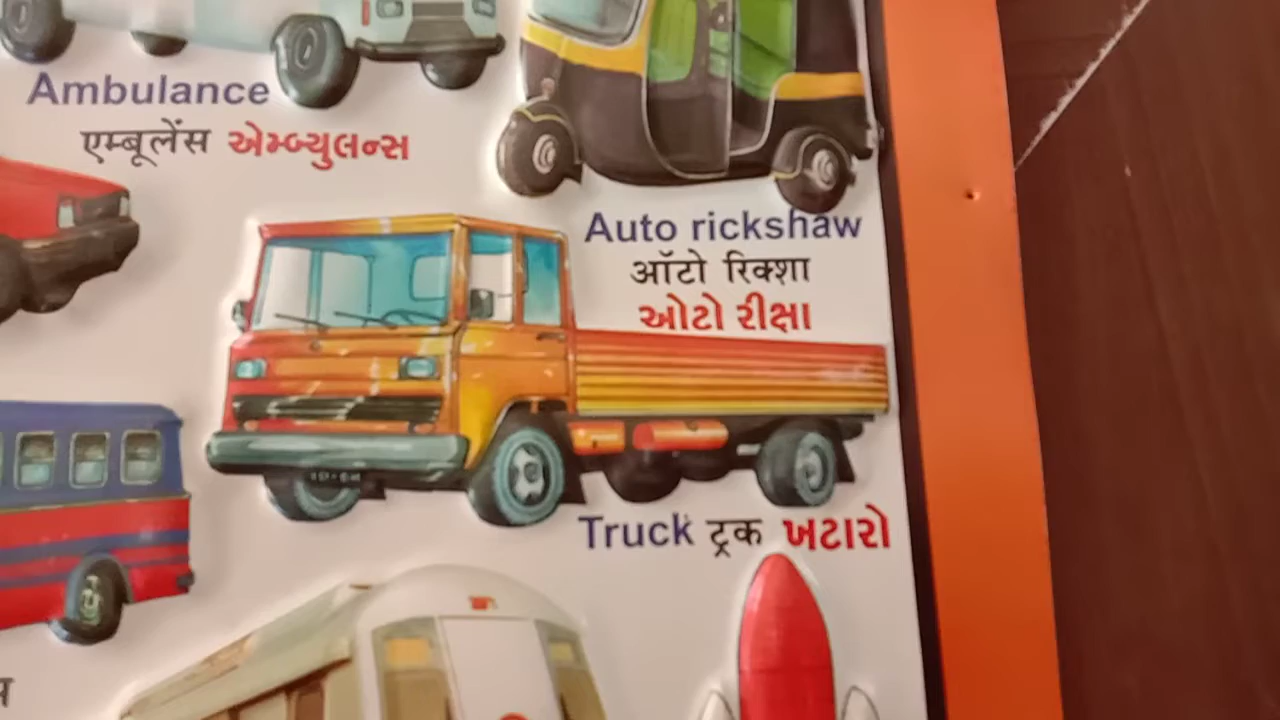 Ambulance
एम्बूलेंस એમ્બ્યુલન્સ
Auto rickshaw
ऑटो रिक्शा
ઓટો રીક્ષા
Truck ट्रक ખટારો